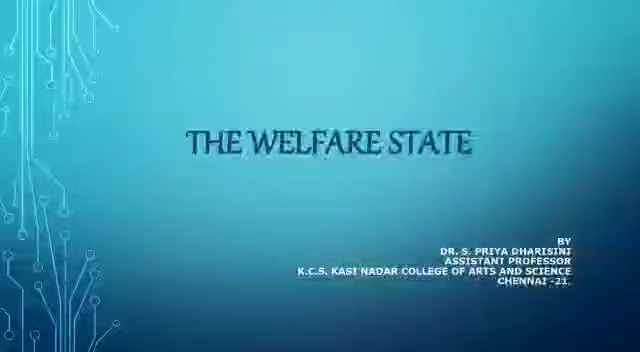 THE WELFARE STATE
BY
DR. S. PRIYA DHARISINI
ASSISTANT PROFESSOR
K.C.S. KASI NADAR COLLEGE OF ARTS AND SCIENCE
CHENNAI -21.